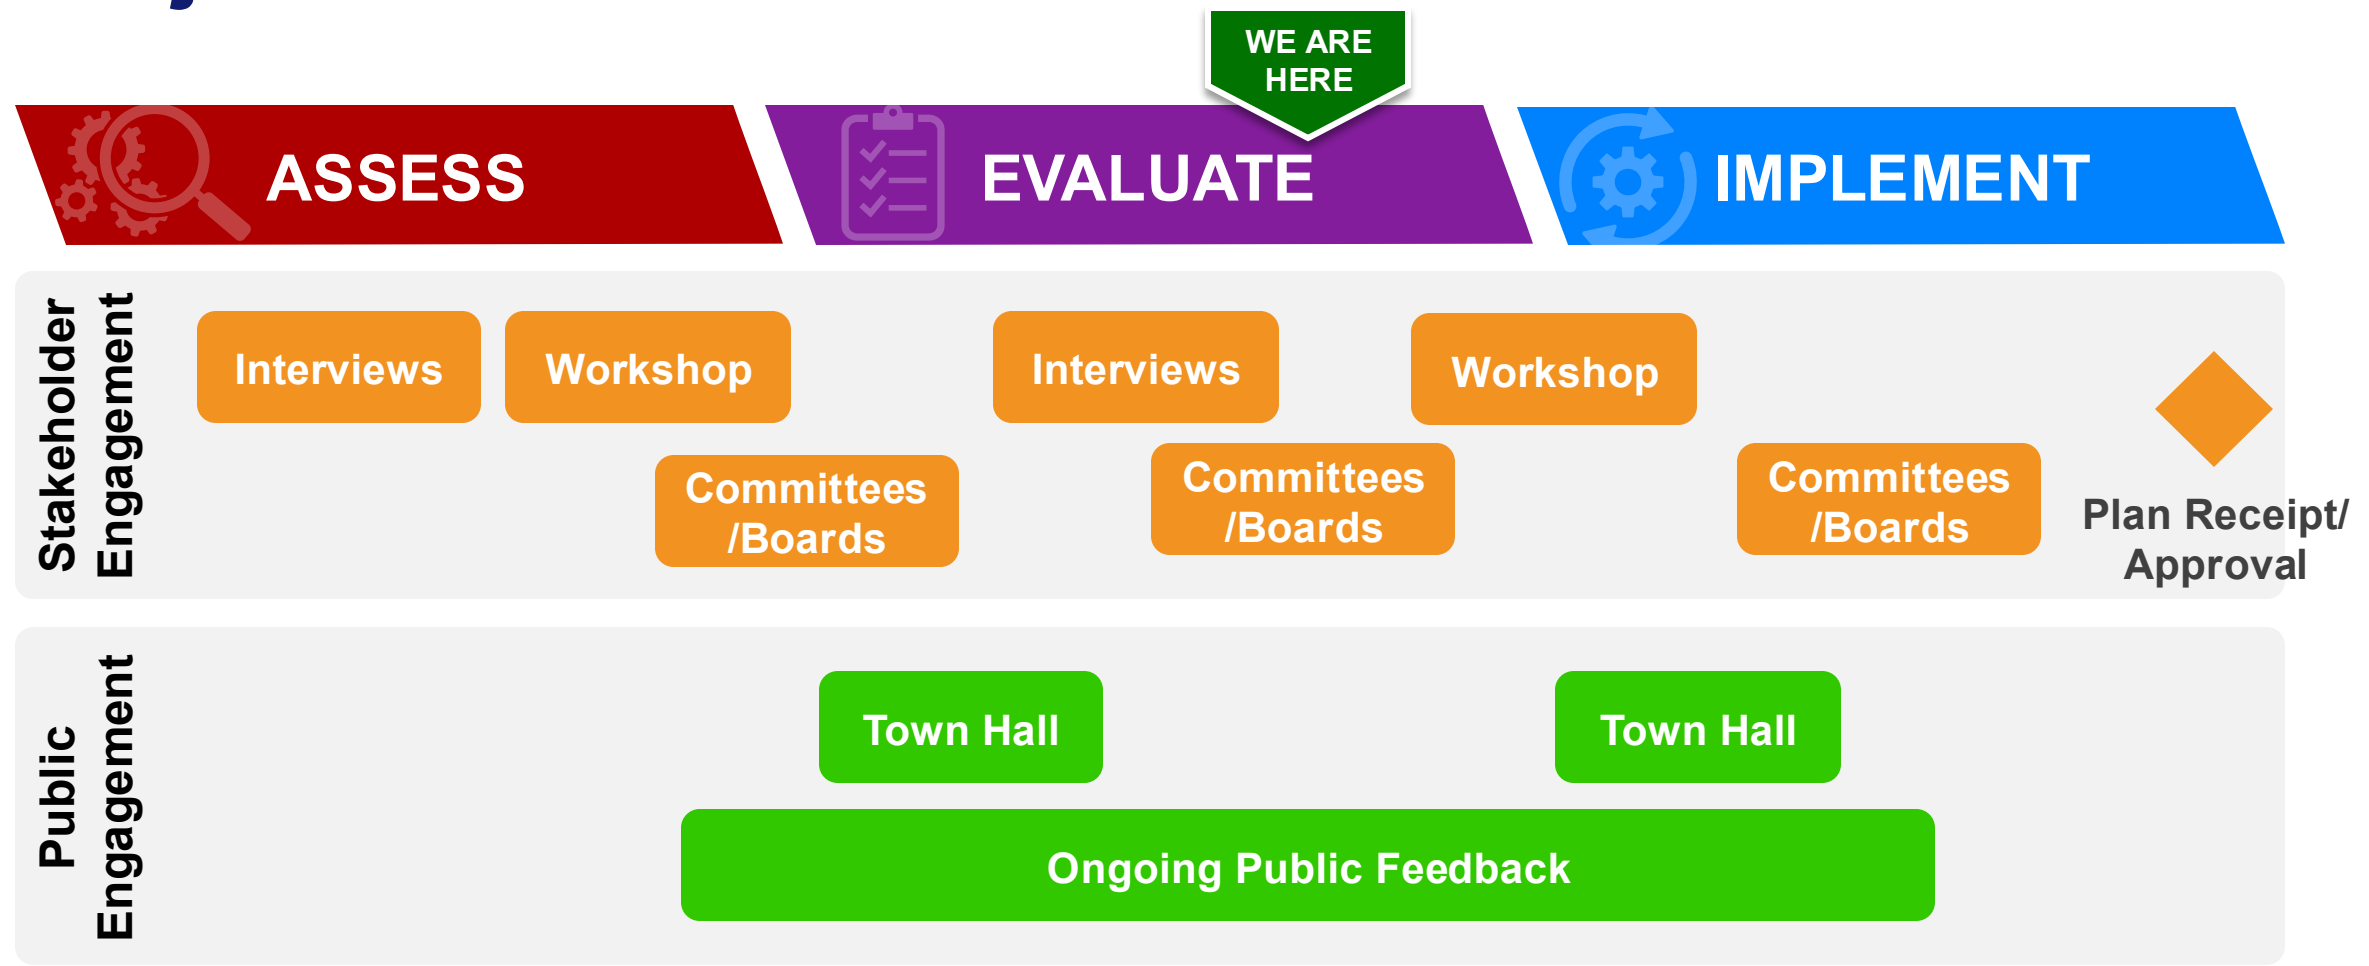 WE ARE
HERE
ASSESS
EVALUATE
IMPLEMENT
Stakeholder
Engagement
Interviews
Workshop
Interviews
Workshop
Committees
/Boards
Committees
/Boards
Committees
/Boards
Plan Receipt/
Approval
Public
Engagement
Town Hall
Town Hall
Ongoing Public Feedback